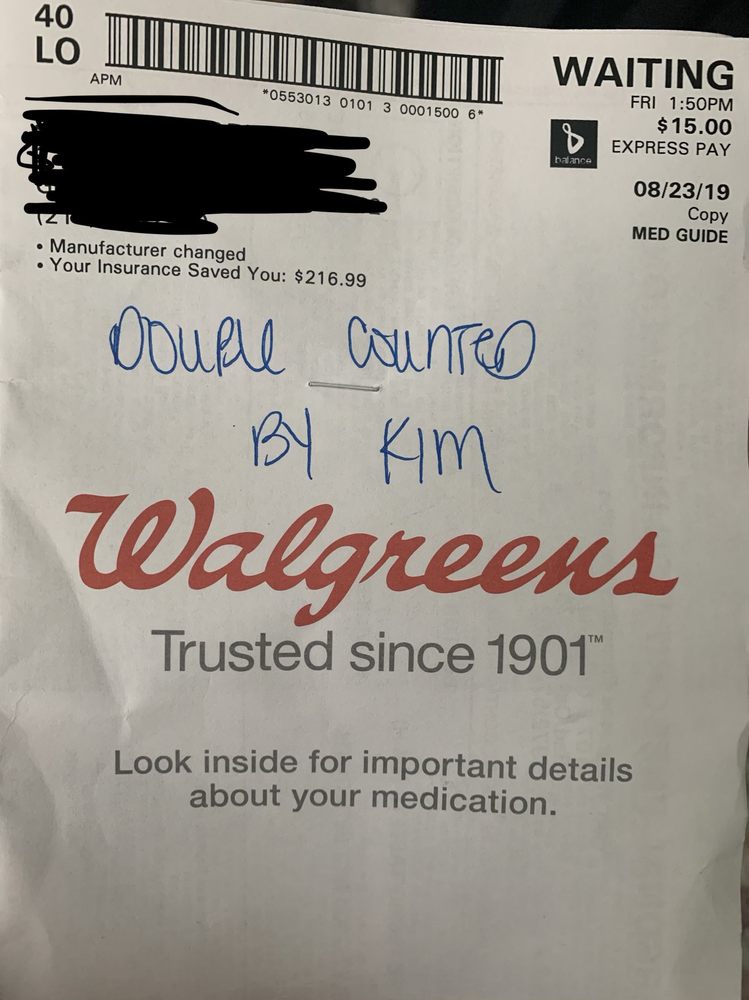 40
LO
APM
*0553013 0101 3 0001500 6*
WAITING
FRI 1:50PM
$15.00
EXPRESS PAY
balance
08/23/19
Copy
MED GUIDE
• Manufacturer changed
• Your Insurance Saved You: $216.99
DOUBLE COUNTED
BY KIM
Walgreens
Trusted since 1901™
Look inside for important details
about your medication.